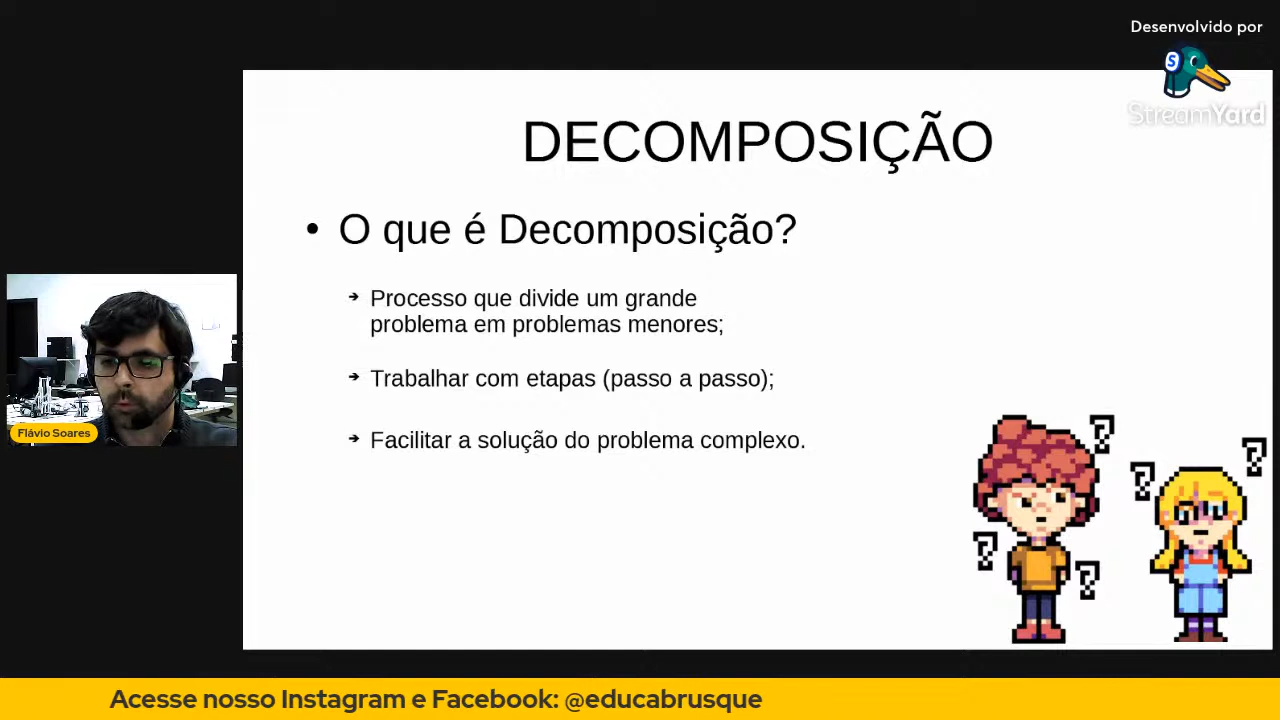 Desenvolvido por
StreamYard
DECOMPOSIÇÃO
• O que é Decomposição?
➔ Processo que divide um grande
problema em problemas menores;
➔ Trabalhar com etapas (passo a passo);
➔ Facilitar a solução do problema complexo.
? ? ? ? ?
Flávio Soares
Acesse nosso Instagram e Facebook: @educabrusque